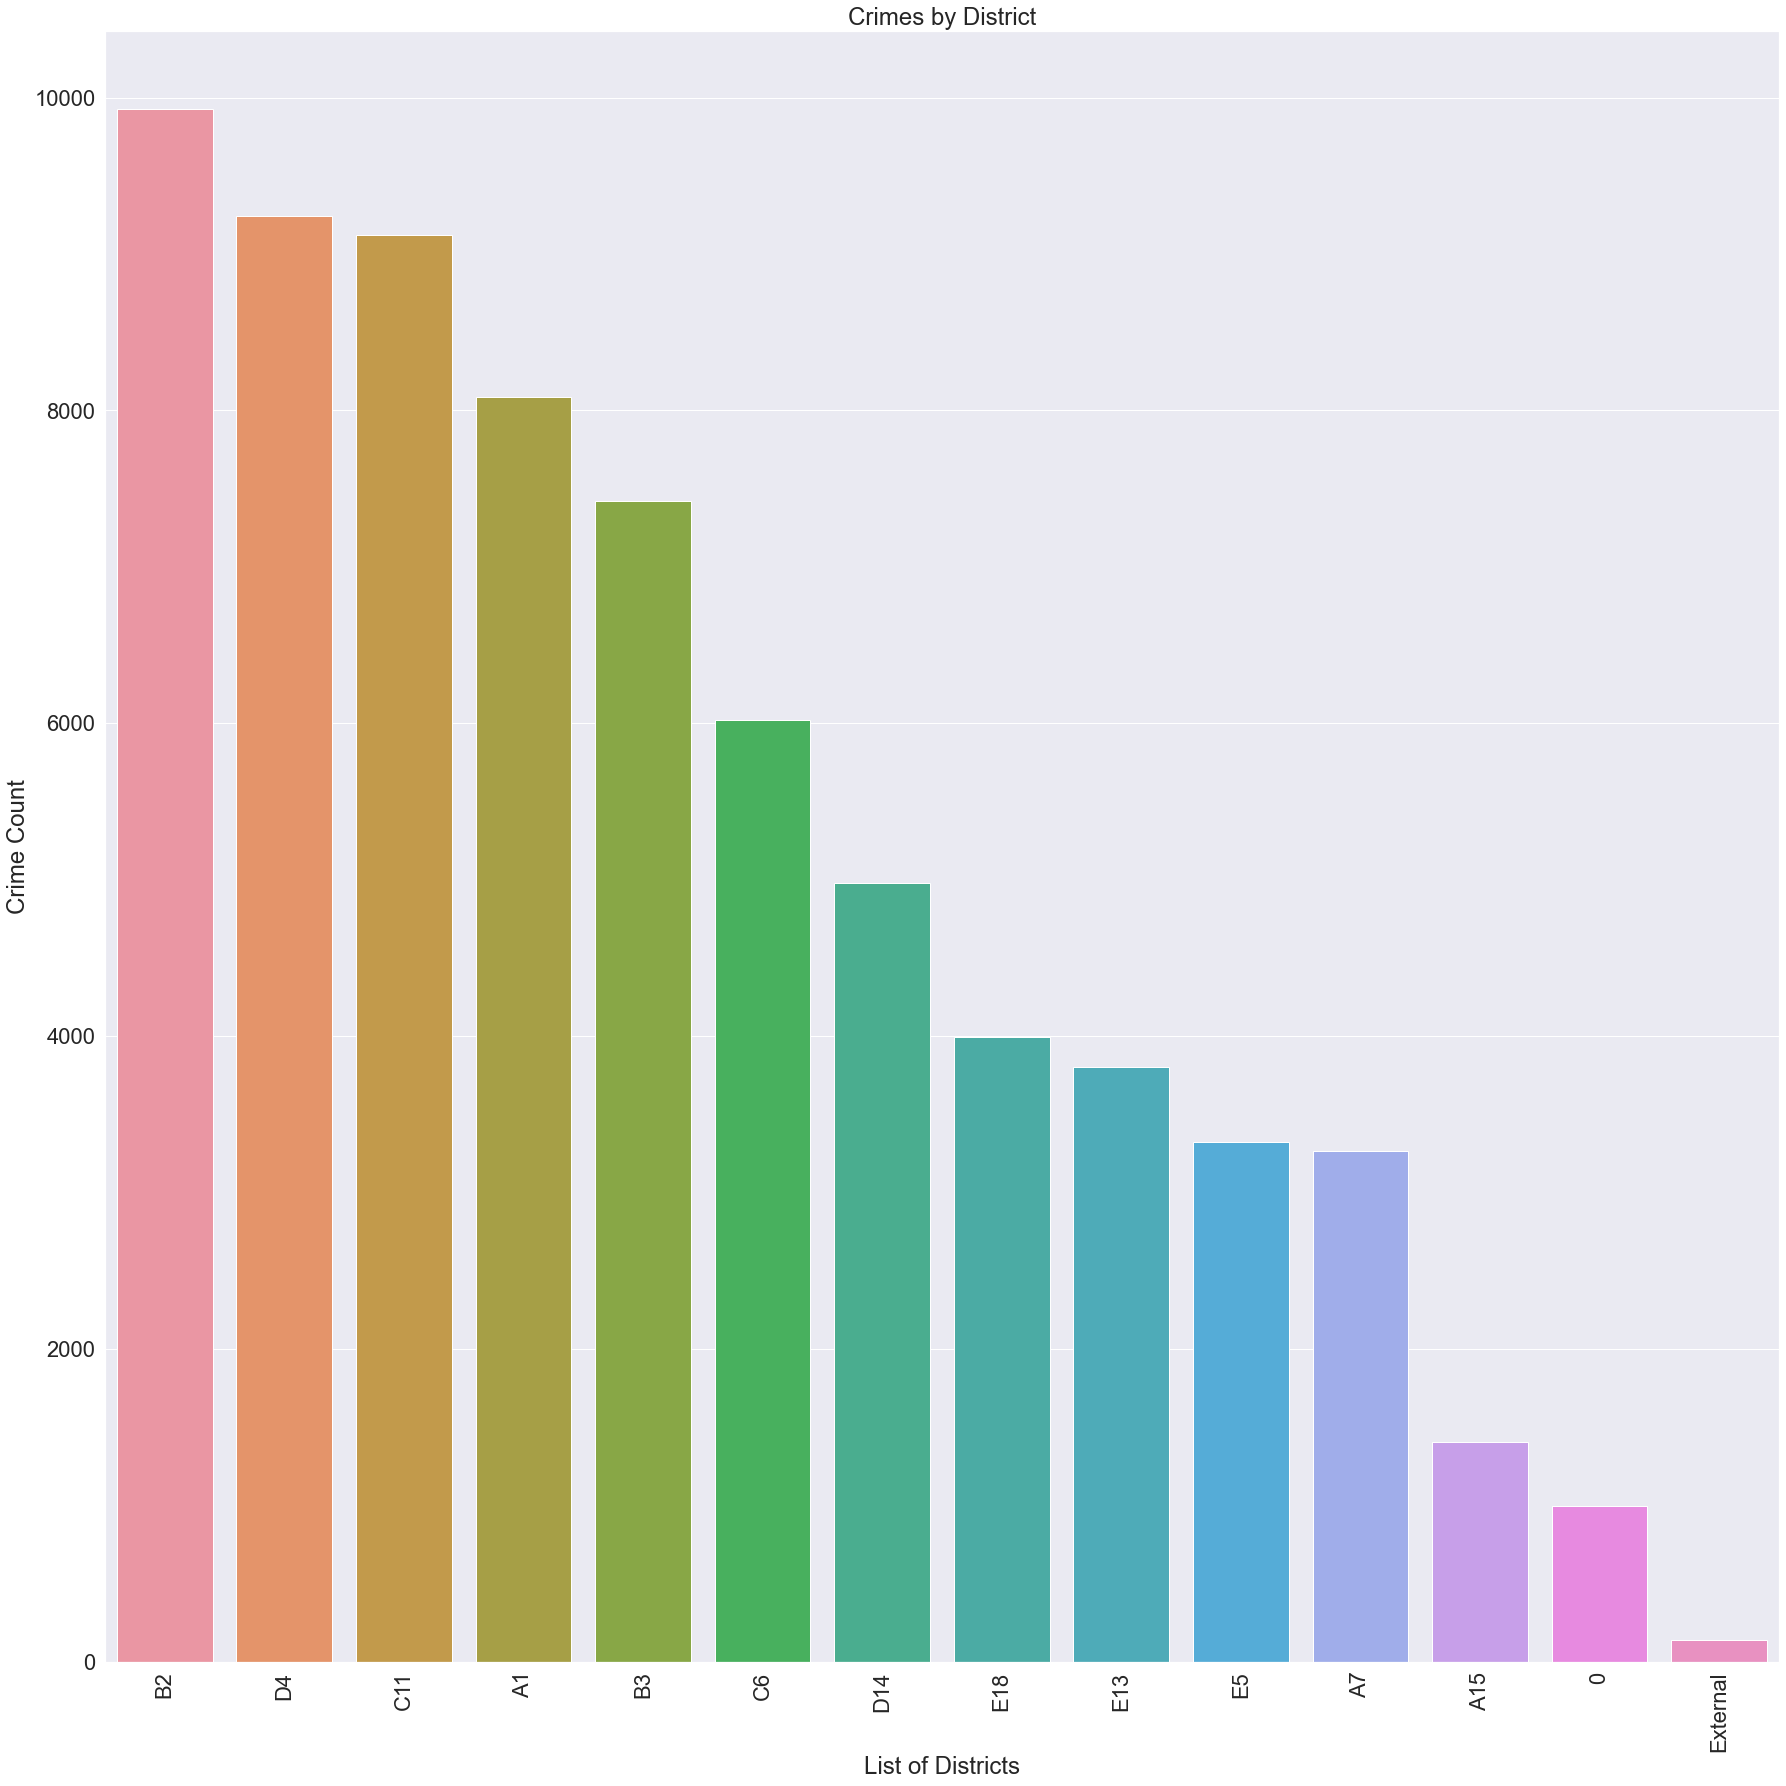 Crimes by District
10000
8000
6000
4000
2000
0
Crime Count
B2
D4
C11
A1
B3
C6
D14
E18
E13
E5
A7
A15
0
External
List of Districts